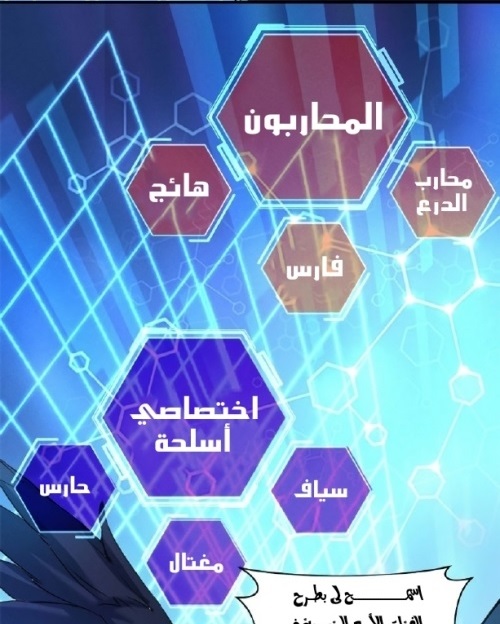 المحاربون
هائج
محارب
الدرع
فارس
اختصاصي
أسلحة
حارس
سياف
مغتال
اسمح لي بطرح